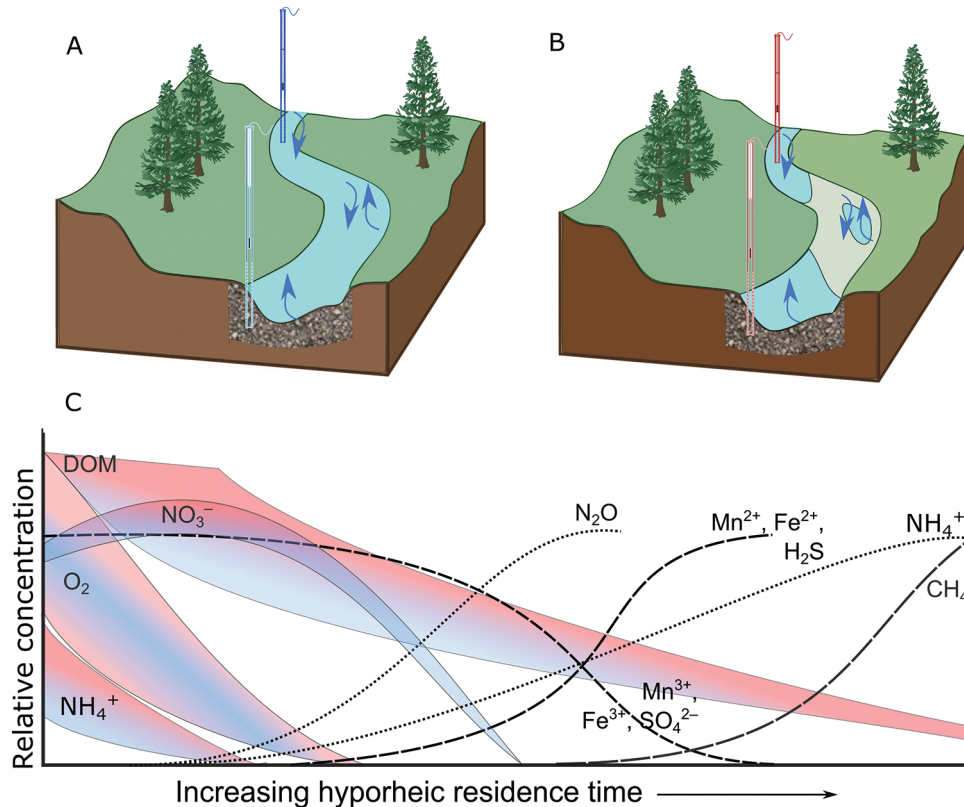 A
B
C
Relative concentration
DOM
NO₃⁻
O₂
NH₄⁺
N₂O
Mn²⁺, Fe²⁺,
H₂S
NH₄⁺
CH₄
Mn³⁺
Fe³⁺, SO₄²⁻
Increasing hyporheic residence time